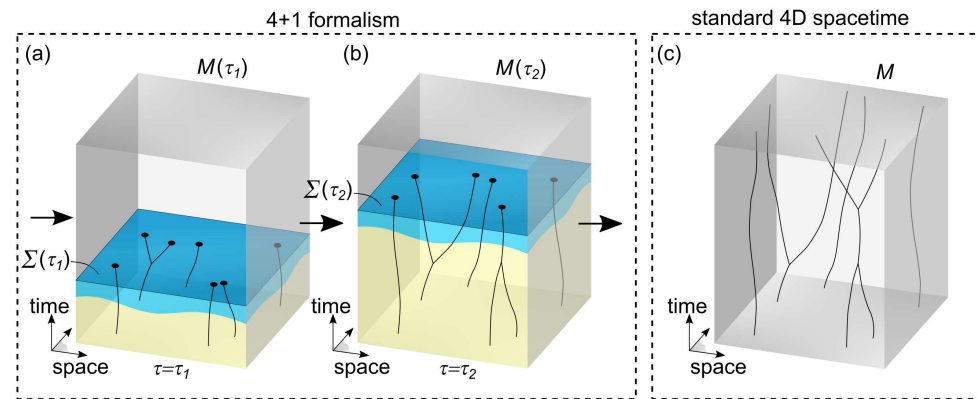 4+1 formalism
standard 4D spacetime
(a)
M(τ1)
Σ(τ1)
time
space
τ=τ1
(b)
M(τ2)
Σ(τ2)
time
space
τ=τ2
(c)
M
time
space